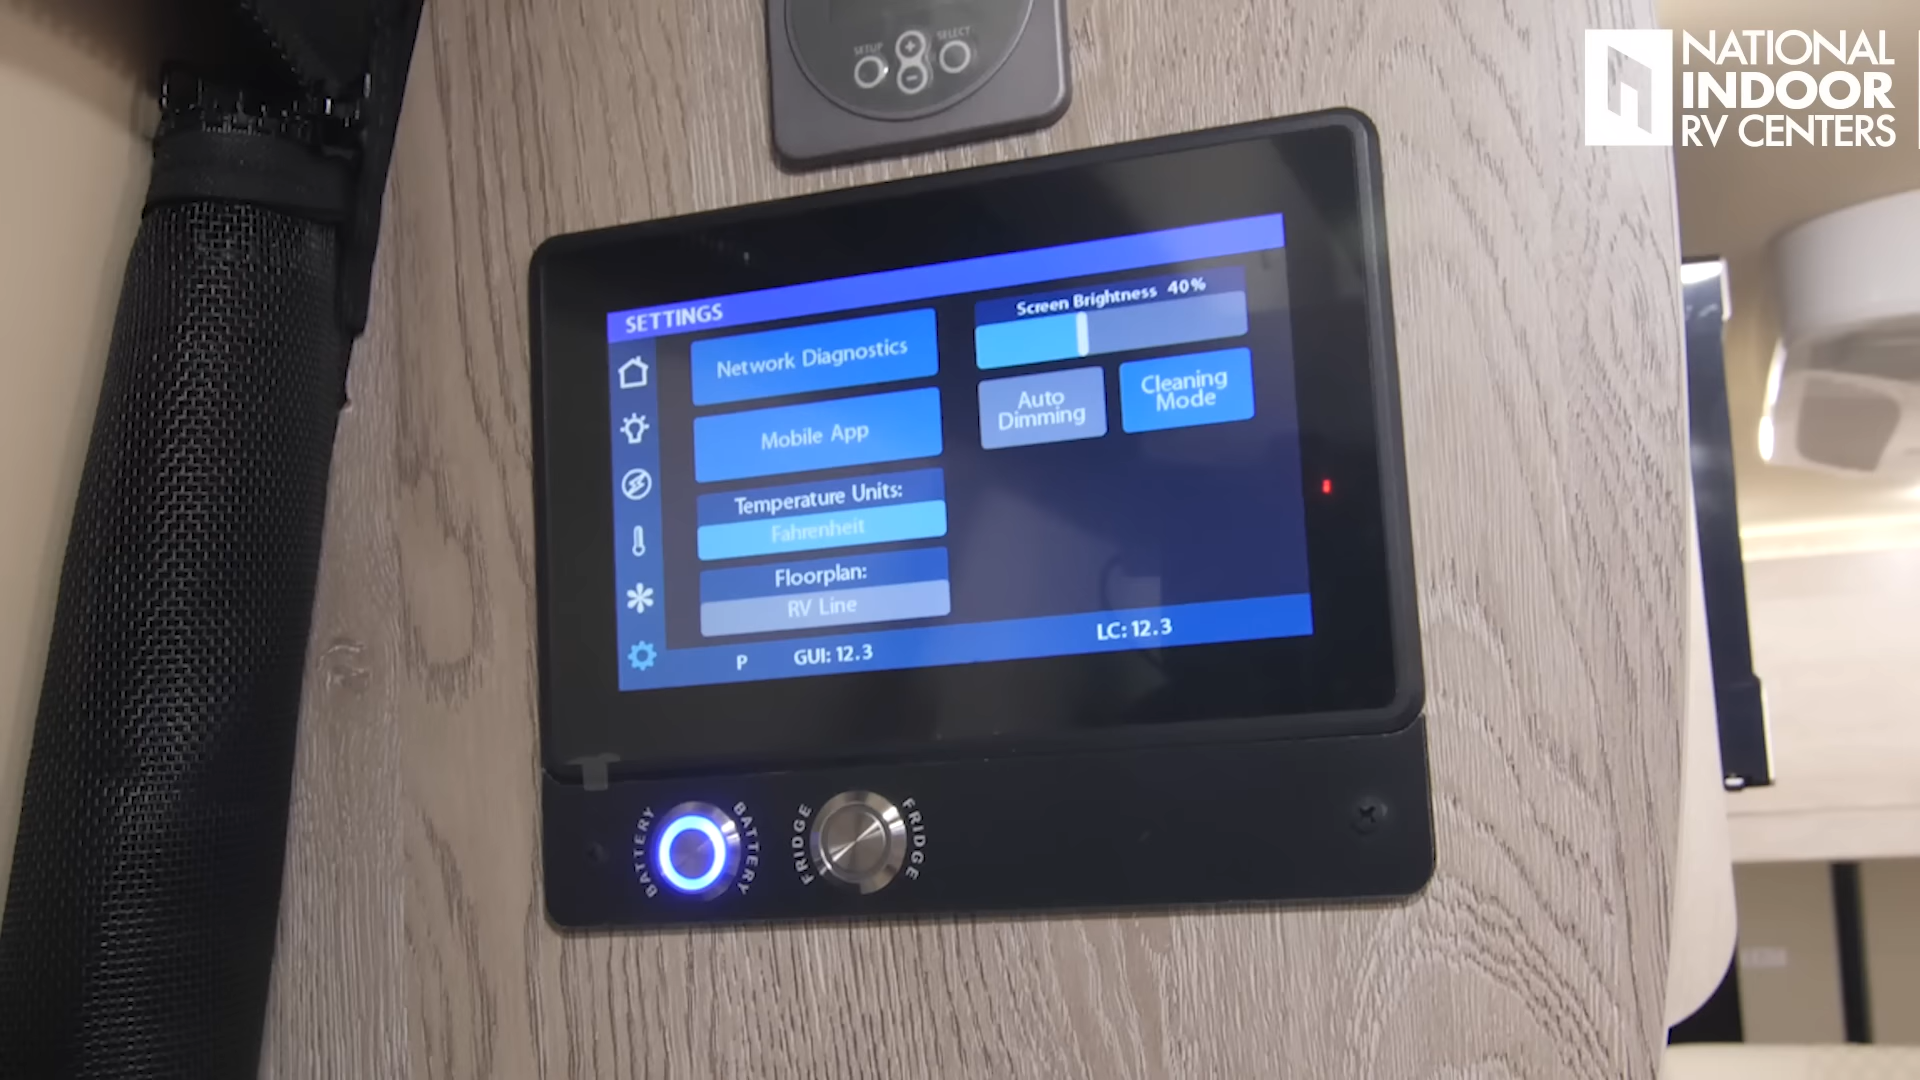 NATIONAL
INDOOR
RV CENTERS
SETUP
SELECT
SETTINGS
Network Diagnostics
Mobile App
Temperature Units:
Fahrenheit
Floorplan:
RV Line
Screen Brightness 40%
Auto
Dimming
Cleaning
Mode
P GUI: 12.3 LC: 12.3
BATTERY BATTERY
FRIDGE FRIDGE